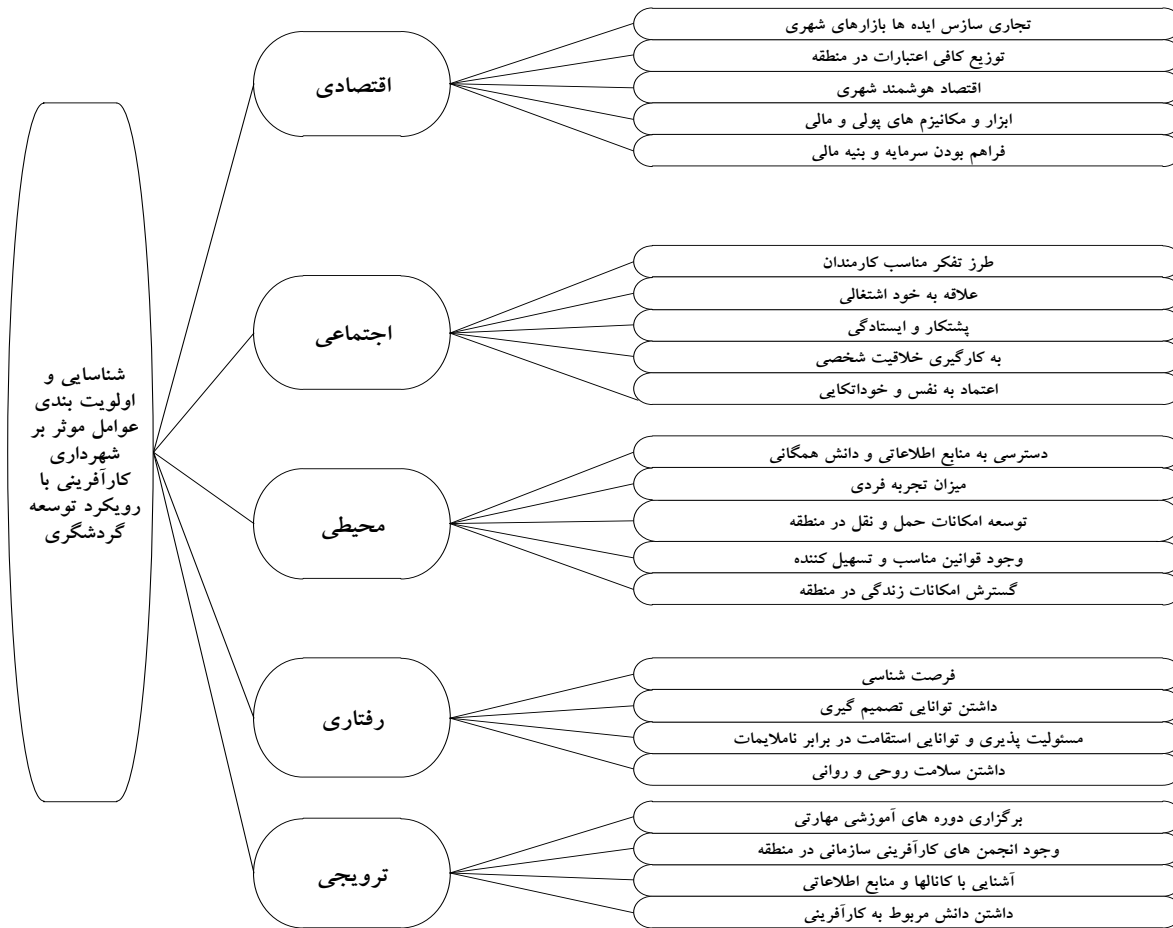 شناسایی و
اولویت بندی
عوامل موثر بر
شهرداری
کارآفرینی با
رویکرد توسعه
گردشگری
اقتصادی
تجاری سازس ایده ها بازارهای شهری
توزیع کافی اعتبارات در منطقه
اقتصاد هوشمند شهری
ابزار و مکانیزم های پولی و مالی
فراهم بودن سرمایه و بنیه مالی
اجتماعی
طرز تفکر مناسب کارمندان
علاقه به خود اشتغالی
پشتکار و ایستادگی
به کارگیری خلاقیت شخصی
اعتماد به نفس و خوداتکایی
محیطی
دسترسی به منابع اطلاعاتی و دانش همگانی
میزان تجربه فردی
توسعه امکانات حمل و نقل در منطقه
وجود قوانین مناسب و تسهیل کننده
گسترش امکانات زندگی در منطقه
رفتاری
فرصت شناسی
داشتن توانایی تصمیم گیری
مسئولیت پذیری و توانایی استقامت در برابر ناملایمات
داشتن سلامت روحی و روانی
ترویجی
برگزاری دوره های آموزشی مهارتی
وجود انجمن های کارآفرینی سازمانی در منطقه
آشنایی با کانالها و منابع اطلاعاتی
داشتن دانش مربوط به کارآفرینی